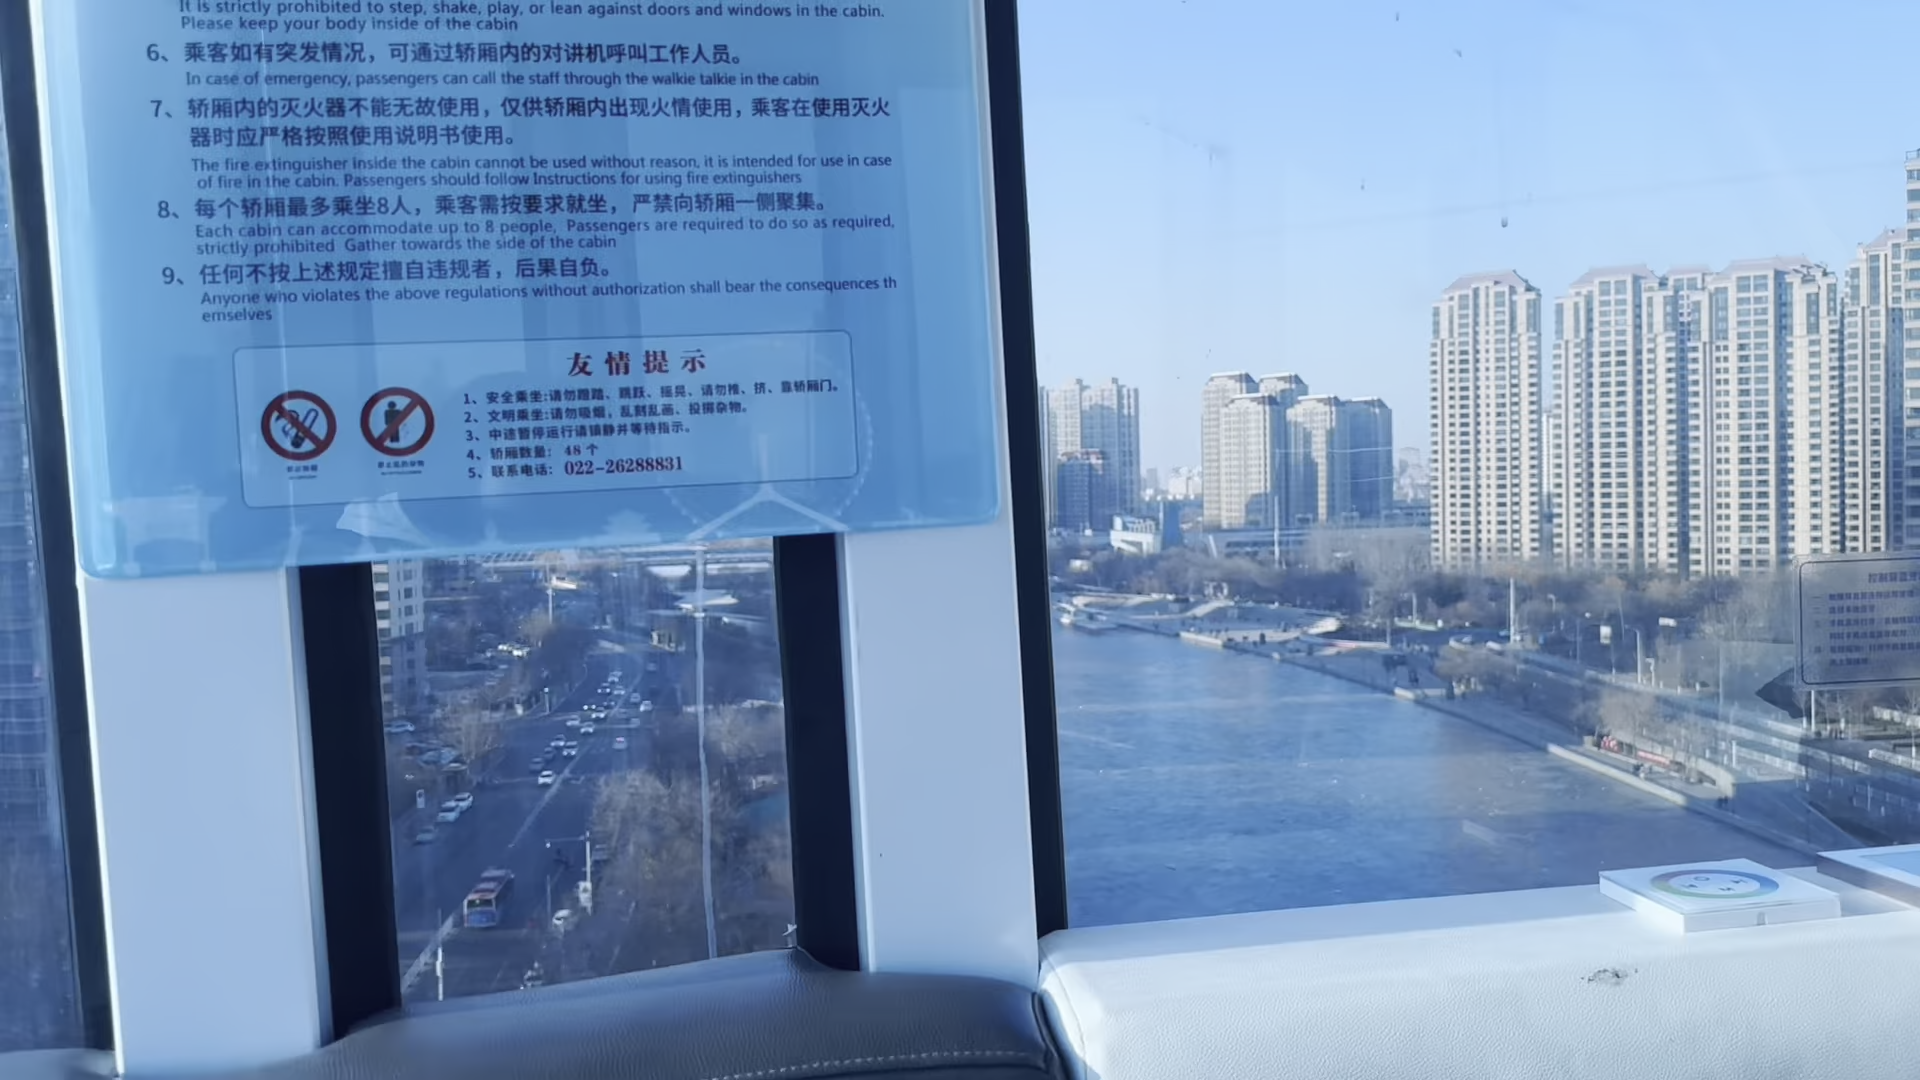 It is strictly prohibited to step, shake, play, or lean against doors and windows in the cabin.
Please keep your body inside of the cabin
6、乘客如有突发情况，可通过轿厢内的对讲机呼叫工作人员。
In case of emergency, passengers can call the staff through the walkie talkie in the cabin
7、轿厢内的灭火器不能无故使用，仅供轿厢内出现火情使用，乘客在使用灭火
器时应严格按照使用说明书使用。
The fire extinguisher inside the cabin cannot be used without reason, it is intended for use in case
of fire in the cabin. Passengers should follow Instructions for using fire extinguishers
8、每个轿厢最多乘坐8人，乘客需按要求就坐，严禁向轿厢一侧聚集。
Each cabin can accommodate up to 8 people, Passengers are required to do so as required,
strictly prohibited Gather towards the side of the cabin
9、任何不按上述规定擅自违规者，后果自负。
Anyone who violates the above regulations without authorization shall bear the consequences th
emselves
友情提示
1、安全乘坐:请勿蹬踏、跳跃、摇晃、请勿推、挤、靠轿厢门。
2、文明乘坐:请勿吸烟，乱刻乱画、投掷杂物。
3、中途暂停运行请镇静并等待指示。
4、轿厢数量：48个
5、联系电话：022-26288831